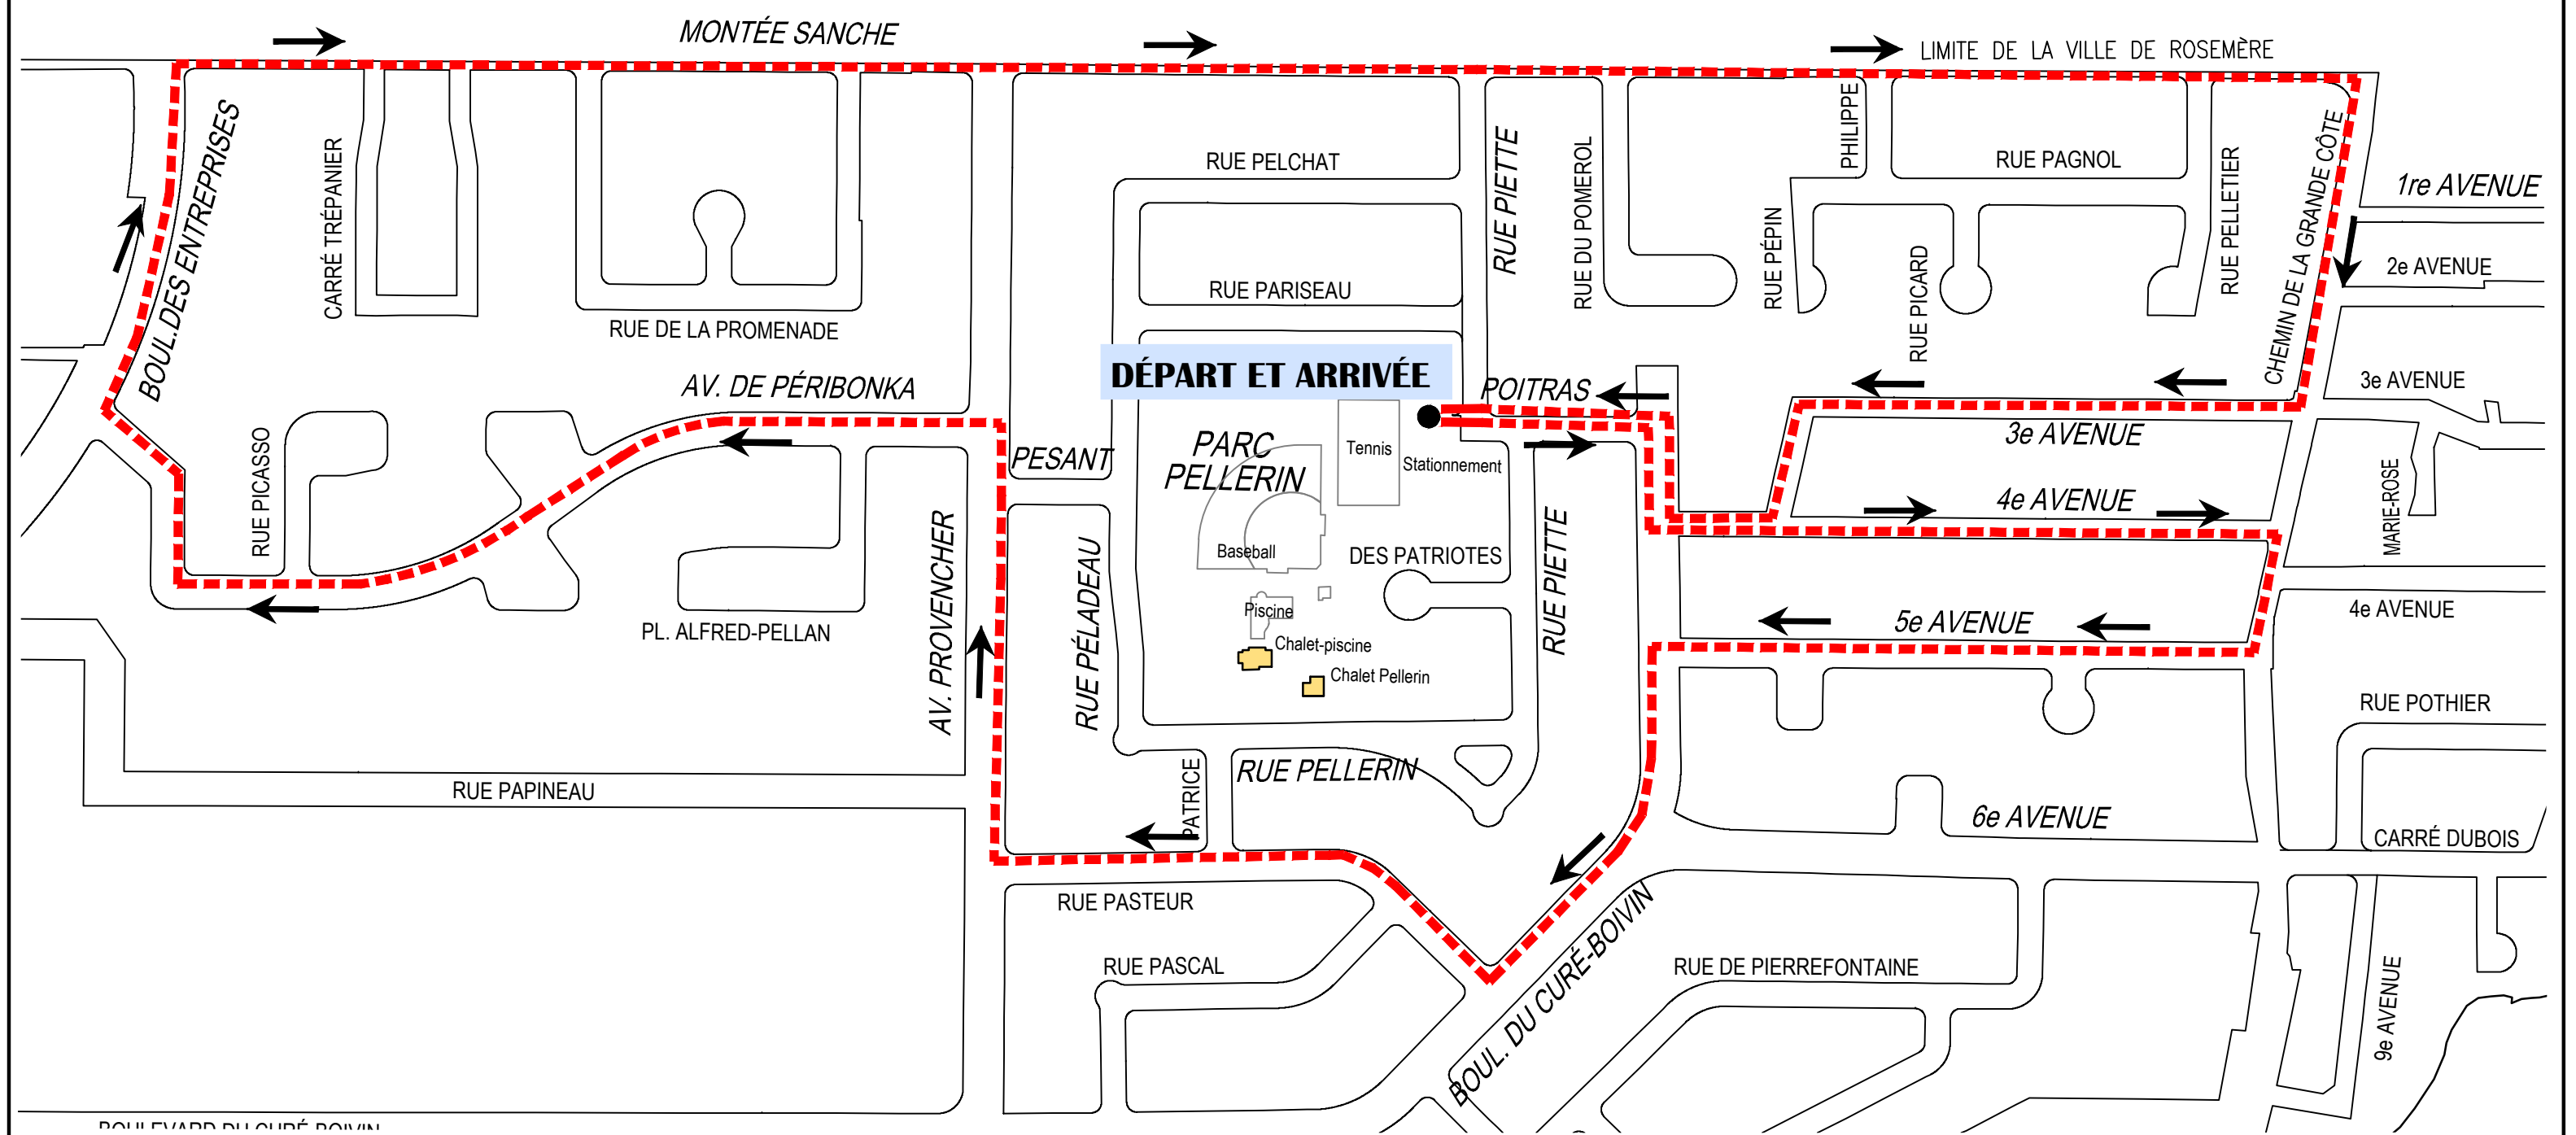 MONTÉE SANCHE
LIMITE DE LA VILLE DE ROSEMÈRE
BOUL.DES ENTREPRISES
CARRÉ TRÉPANIER
RUE DE LA PROMENADE
RUE PELCHAT
RUE PARISEAU
RUE PIETTE
RUE DU POMEROL
PHILIPPE
RUE PÉPIN
RUE PAGNOL
RUE PICARD
RUE PELLETIER
CHEMIN DE LA GRANDE CÔTE
1re AVENUE
2e AVENUE
3e AVENUE
AV. DE PÉRIBONKA
DÉPART ET ARRIVÉE
POITRAS
RUE PICASSO
PESANT
PARC
PELLERIN
Tennis
Stationnement
3e AVENUE
4e AVENUE
MARIE-ROSE
Baseball
DES PATRIOTES
RUE PIETTE
AV. PROVENCHER
RUE PÉLADEAU
Piscine
Chalet-piscine
Chalet Pellerin
PL. ALFRED-PELLAN
5e AVENUE
4e AVENUE
RUE POTHIER
RUE PAPINEAU
PATRICE
RUE PELLERIN
6e AVENUE
CARRÉ DUBOIS
RUE PASTEUR
RUE PASCAL
BOUL. DU CURÉ-BOIVIN
RUE DE PIERREFONTAINE
9e AVENUE
BOULEVARD DU CURÉ-BOIVIN